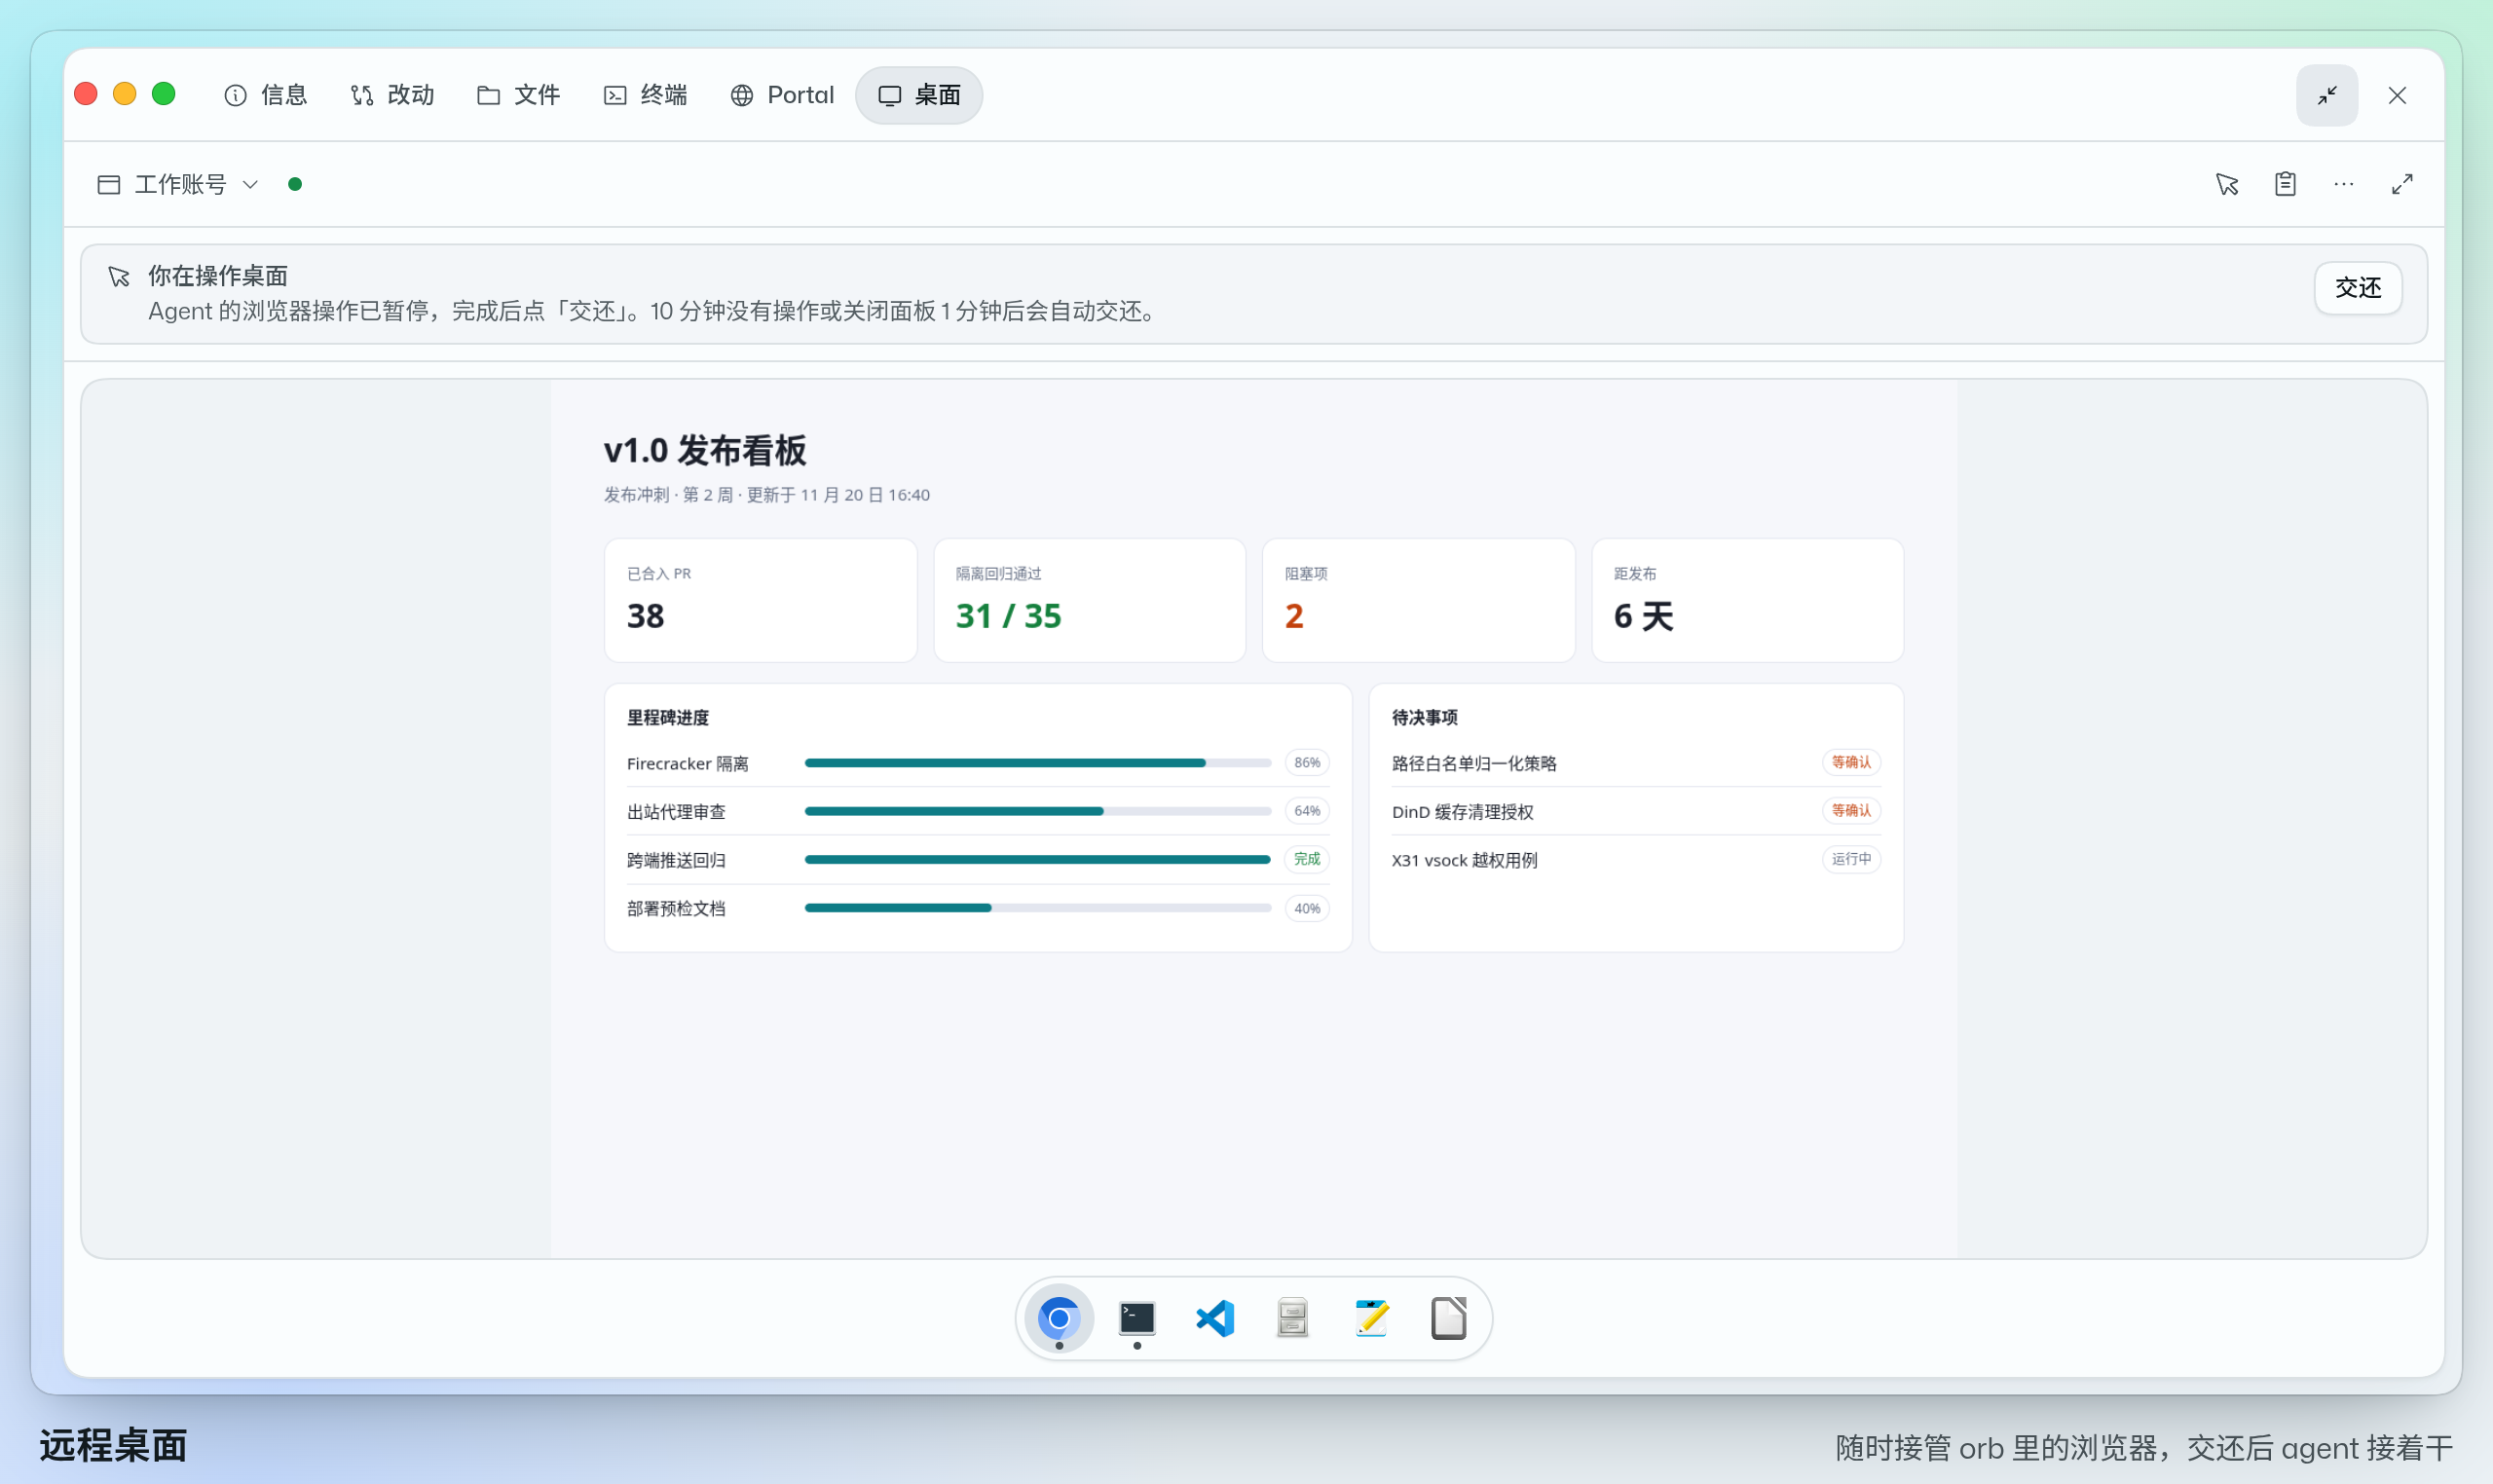 信息 改动 文件 终端 Portal 桌面
工作账号
你在操作桌面
Agent 的浏览器操作已暂停，完成后点「交还」。10 分钟没有操作或关闭面板 1 分钟后会自动交还。
交还
v1.0 发布看板
发布冲刺 · 第 2 周 · 更新于 11 月 20 日 16:40
已合入 PR
38
隔离回归通过
31 / 35
阻塞项
2
距发布
6 天
里程碑进度
Firecracker 隔离 86%
出站代理审查 64%
跨端推送回归 完成
部署预检文档 40%
待决事项
路径白名单归一化策略 等确认
DinD 缓存清理授权 等确认
X31 vsock 越权用例 运行中
远程桌面
随时接管 orb 里的浏览器，交还后 agent 接着干